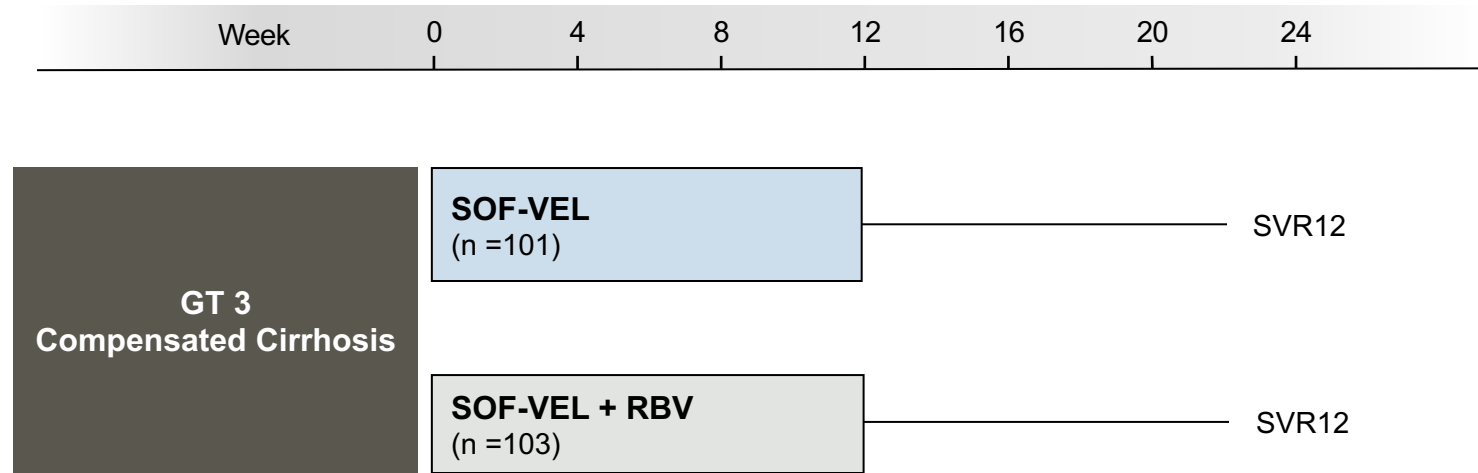 Week 0 4 8 12 16 20 24
GT 3
Compensated Cirrhosis
SOF-VEL
(n =101)
SVR12
SOF-VEL + RBV
(n =103)
SVR12